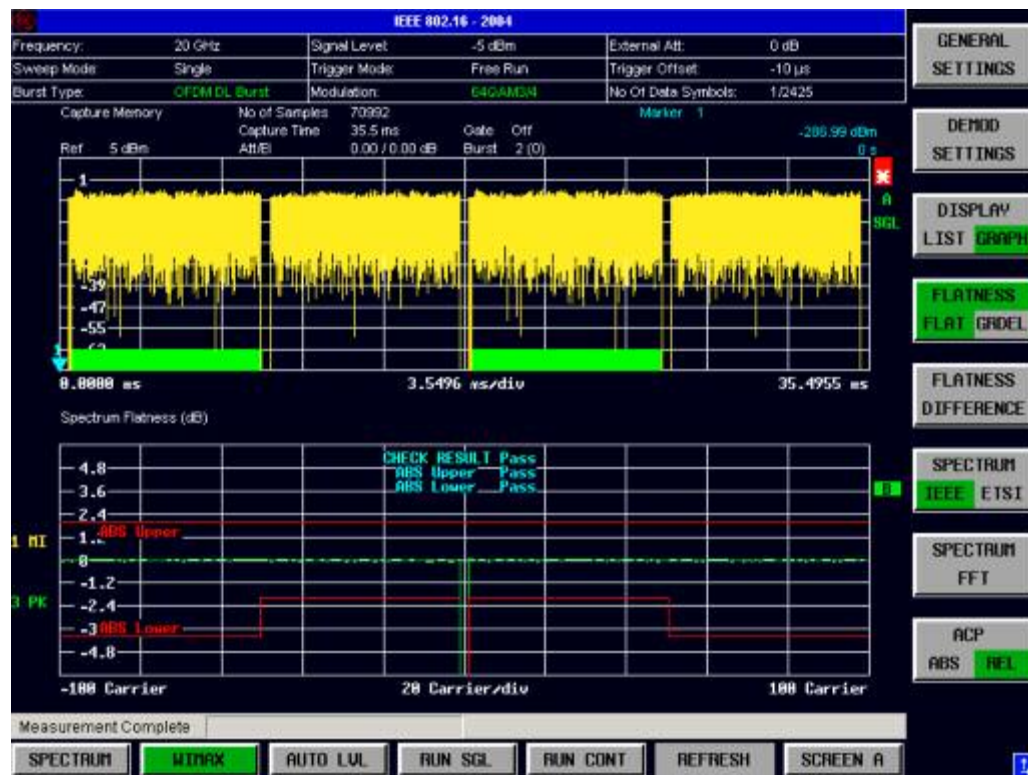 IEEE 802.16 - 2004
Frequency: 20 GHz Signal Level: -5 dBm External Att: 0 dB
Sweep Mode: Single Trigger Mode: Free Run Trigger Offset: -10 µs
Burst Type: OFDM DL Burst Modulation: 64QAM3/4 No Of Data Symbols: 1/2425
Capture Memory No of Samples 70992 Marker 1
Capture Time 35.5 ms Gate Off -286.99 dBm
Ref 5 dBm Att/El 0.00 / 0.00 dB Burst 2 (0) 0 s
1
A
SGL
-39
-47
-55
1
0.0000 ms 3.5496 ms/div 35.4955 ms
Spectrum Flatness (dB)
CHECK RESULT Pass
ABS Upper Pass
ABS Lower Pass
4.8
3.6
2.4
ABS Upper
1 MI
0
-1.2
3 PK
-2.4
ABS Lower
-4.8
B
-100 Carrier 20 Carrier/div 100 Carrier
Measurement Complete
SPECTRUM WIMAX AUTO LVL RUN SGL RUN CONT REFRESH SCREEN A
GENERAL
SETTINGS
DEMOD
SETTINGS
DISPLAY
LIST GRAPH
FLATNESS
FLAT GRDEL
FLATNESS
DIFFERENCE
SPECTRUM
IEEE ETSI
SPECTRUM
FFT
ACP
ABS REL